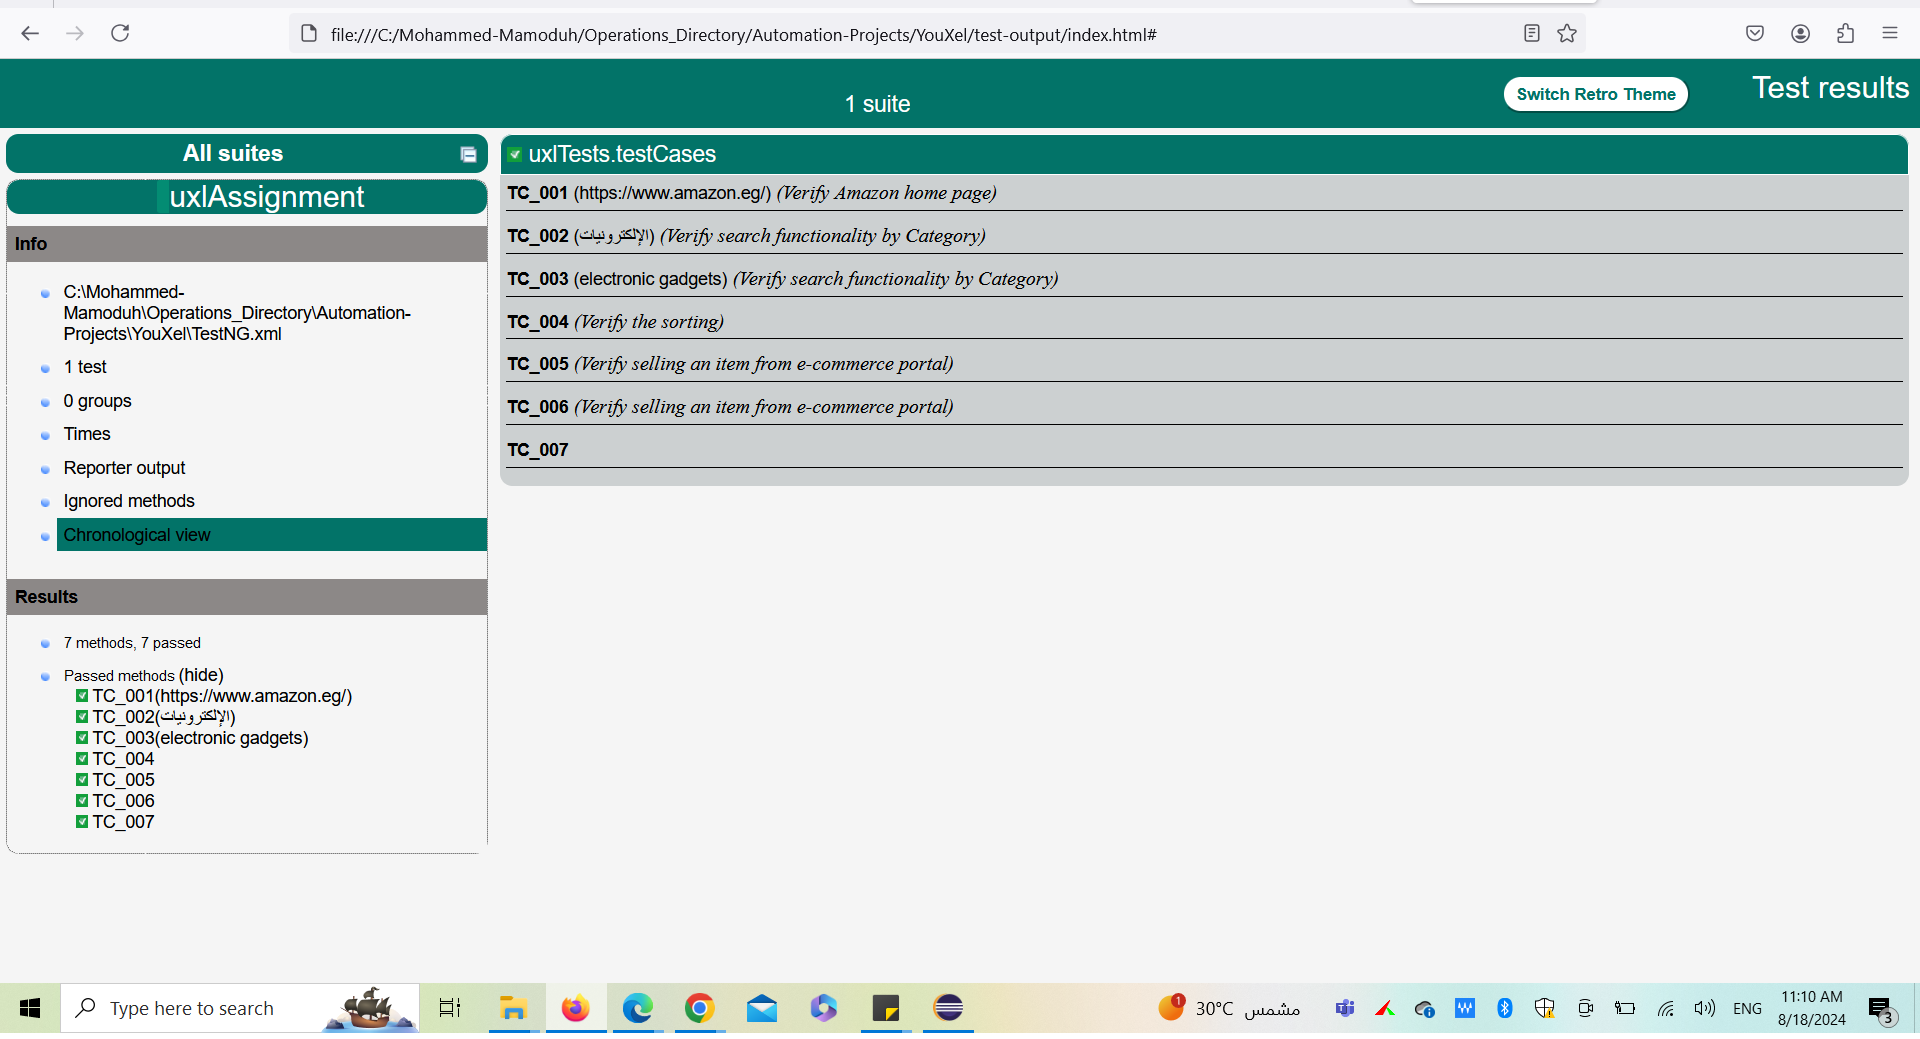 file:///C:/Mohammed-Mamoduh/Operations_Directory/Automation-Projects/YouXel/test-output/index.html#
1 suite
Switch Retro Theme
Test results
All suites
uxlAssignment
Info
C:\Mohammed-
Mamoduh\Operations_Directory\Automation-
Projects\YouXel\TestNG.xml
1 test
0 groups
Times
Reporter output
Ignored methods
Chronological view
Results
7 methods, 7 passed
Passed methods (hide)
TC_001(https://www.amazon.eg/)
TC_002(الإلكترونيات)
TC_003(electronic gadgets)
TC_004
TC_005
TC_006
TC_007
uxlTests.testCases
TC_001 (https://www.amazon.eg/) (Verify Amazon home page)
TC_002 (الإلكترونيات) (Verify search functionality by Category)
TC_003 (electronic gadgets) (Verify search functionality by Category)
TC_004 (Verify the sorting)
TC_005 (Verify selling an item from e-commerce portal)
TC_006 (Verify selling an item from e-commerce portal)
TC_007
Type here to search
1
30°C مشمس
ENG
11:10 AM
8/18/2024
3